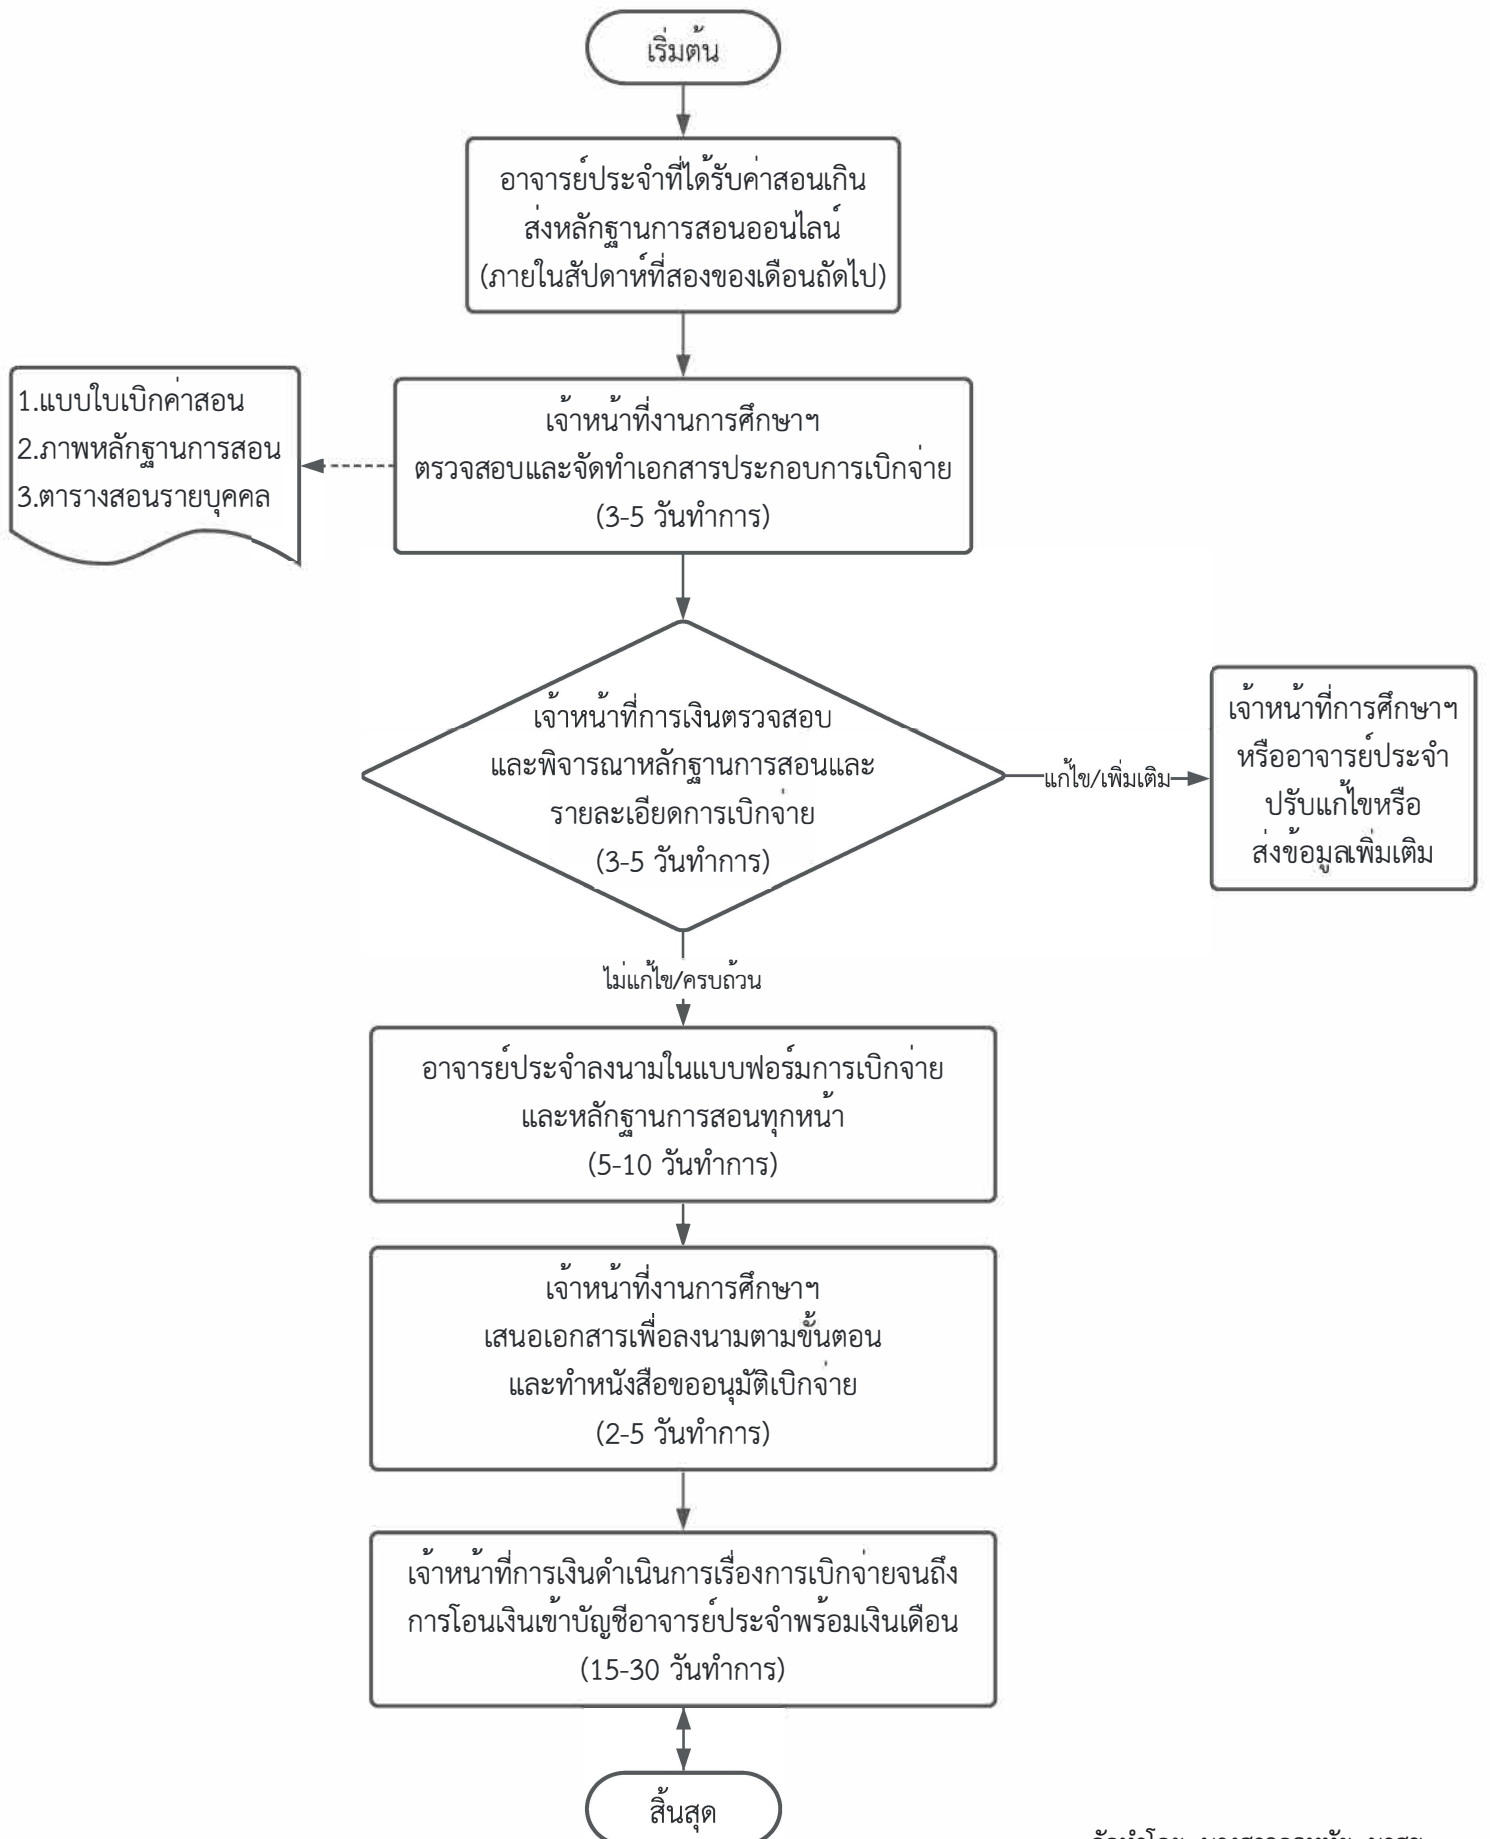 เริ่มต้น
อาจารย์ประจำที่ได้รับค่าสอนเกิน
ส่งหลักฐานการสอนออนไลน์
(ภายในสัปดาห์ที่สองของเดือนถัดไป)
1.แบบใบเบิกค่าสอน
2.ภาพหลักฐานการสอน
3.ตารางสอนรายบุคคล
เจ้าหน้าที่งานการศึกษาฯ
ตรวจสอบและจัดทำเอกสารประกอบการเบิกจ่าย
(3-5 วันทำการ)
เจ้าหน้าที่การเงินตรวจสอบ
และพิจารณาหลักฐานการสอนและ
รายละเอียดการเบิกจ่าย
(3-5 วันทำการ)
แก้ไข/เพิ่มเติม
เจ้าหน้าที่การศึกษาฯ
หรืออาจารย์ประจำ
ปรับแก้ไขหรือ
ส่งข้อมูลเพิ่มเติม
ไม่แก้ไข/ครบถ้วน
อาจารย์ประจำลงนามในแบบฟอร์มการเบิกจ่าย
และหลักฐานการสอนทุกหน้า
(5-10 วันทำการ)
เจ้าหน้าที่งานการศึกษาฯ
เสนอเอกสารเพื่อลงนามตามขั้นตอน
และทำหนังสือขออนุมัติเบิกจ่าย
(2-5 วันทำการ)
เจ้าหน้าที่การเงินดำเนินการเรื่องการเบิกจ่ายจนถึง
การโอนเงินเข้าบัญชีอาจารย์ประจำพร้อมเงินเดือน
(15-30 วันทำการ)
สิ้นสุด